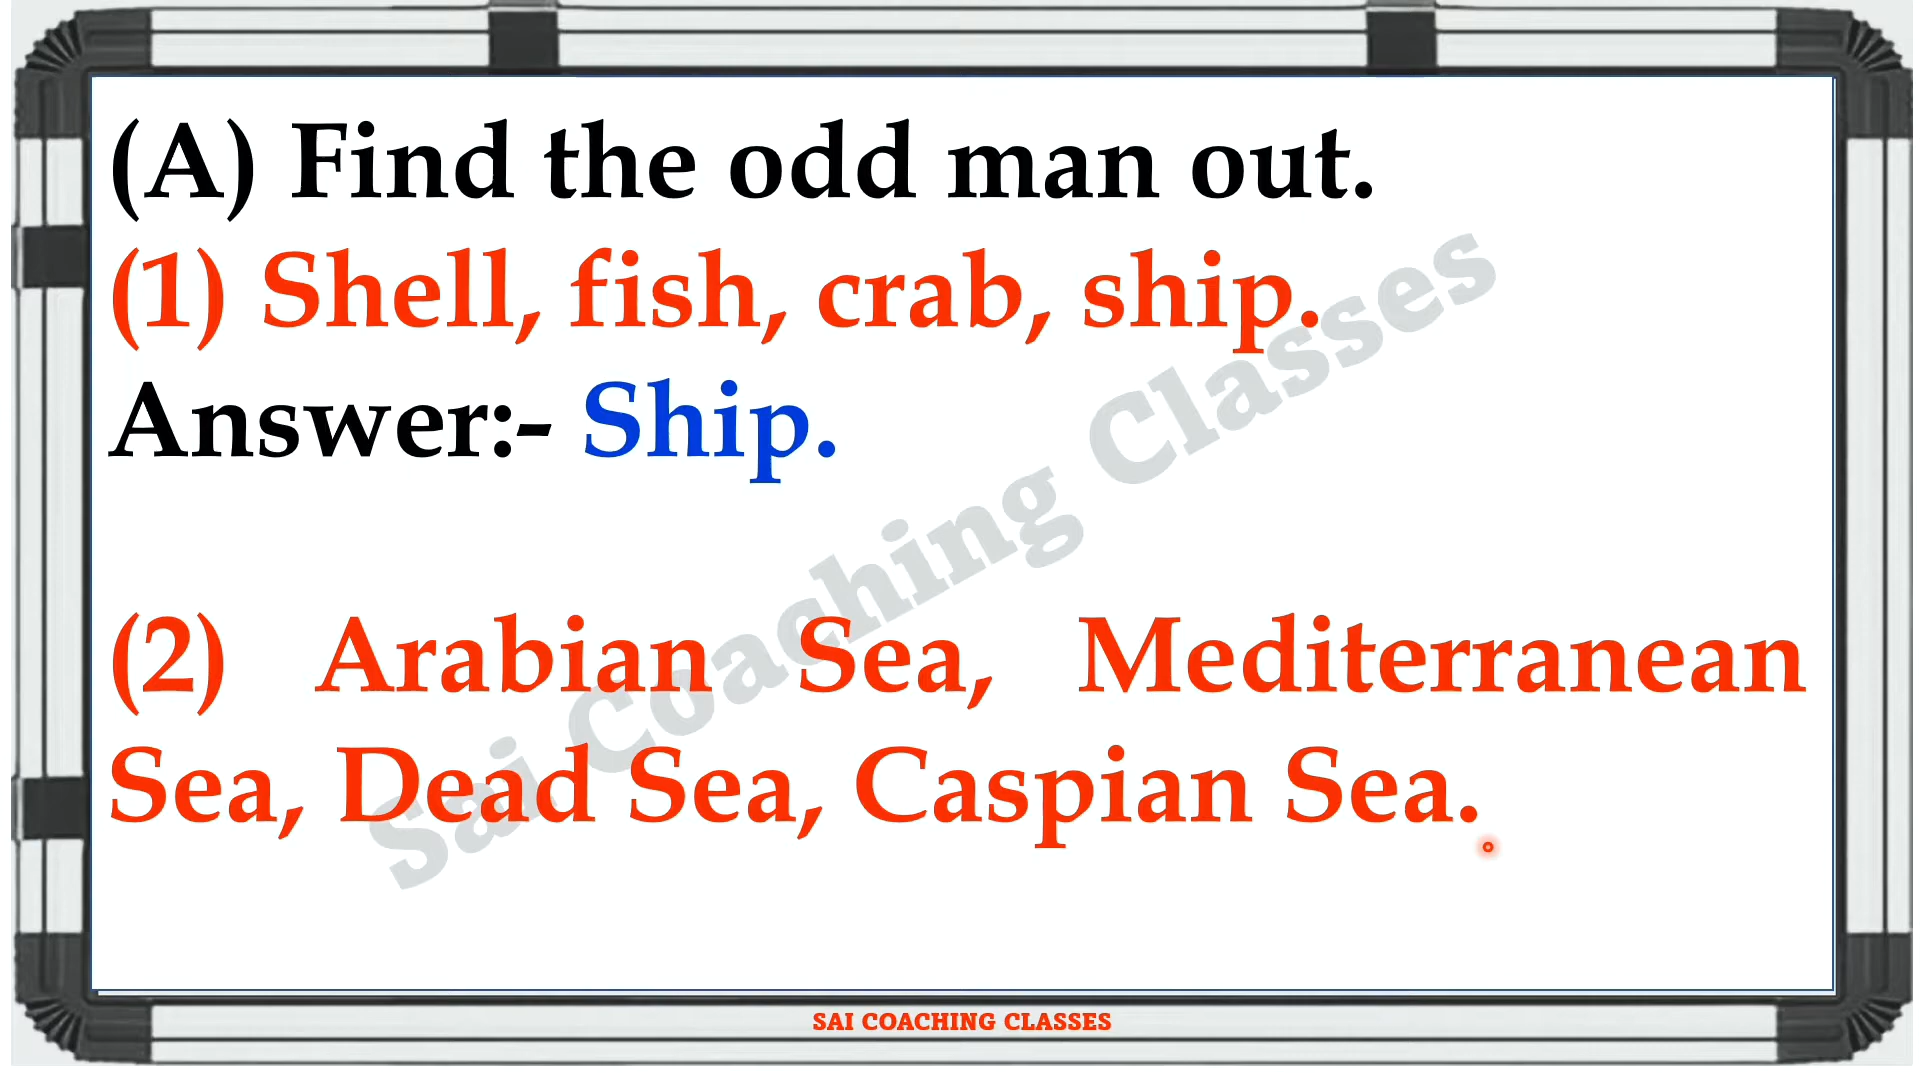 (A) Find the odd man out.
(1) Shell, fish, crab, ship.
Answer:- Ship.
(2) Arabian Sea, Mediterranean
Sea, Dead Sea, Caspian Sea.
Sai Coaching Classes
SAI COACHING CLASSES